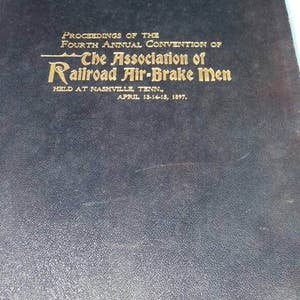 PROCEEDINGS OF THE
FOURTH ANNUAL CONVENTION OF
The Association of
Railroad Air-Brake Men
HELD AT NASHVILLE, TENN.,
APRIL 13-14-15, 1897.